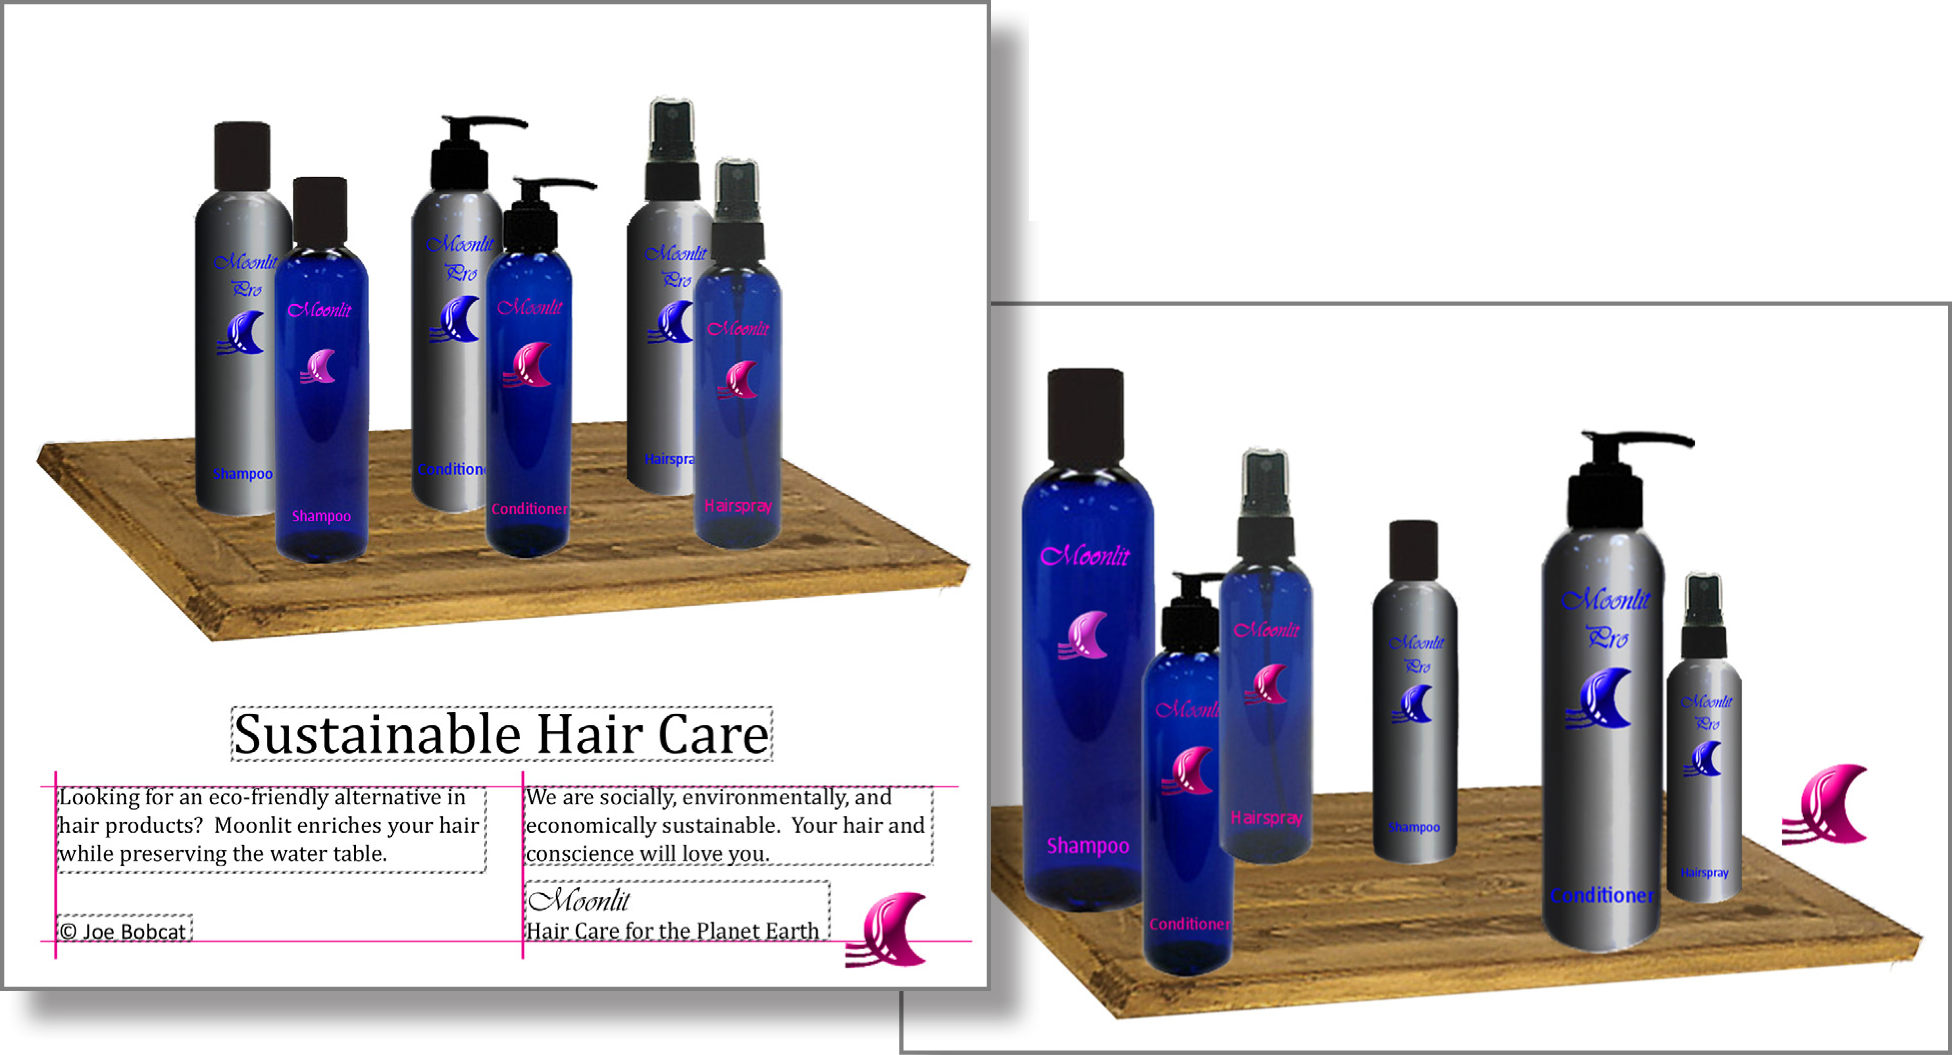 Moonlit
Pro
Shampoo
Moonlit
Shampoo
Moonlit
Pro
Conditioner
Moonlit
Conditioner
Moonlit
Pro
Hairspra
Moonlit
Hairspray
Sustainable Hair Care
Looking for an eco-friendly alternative in
hair products?  Moonlit enriches your hair
while preserving the water table.
© Joe Bobcat
We are socially, environmentally, and
economically sustainable.  Your hair and
conscience will love you.
Moonlit
Hair Care for the Planet Earth
Moonlit
Shampoo
Moonlit
Conditioner
Moonlit
Hairspray
Moonlit
Pro
Shampoo
Moonlit
Pro
Conditioner
Moonlit
Pro
Hairspray